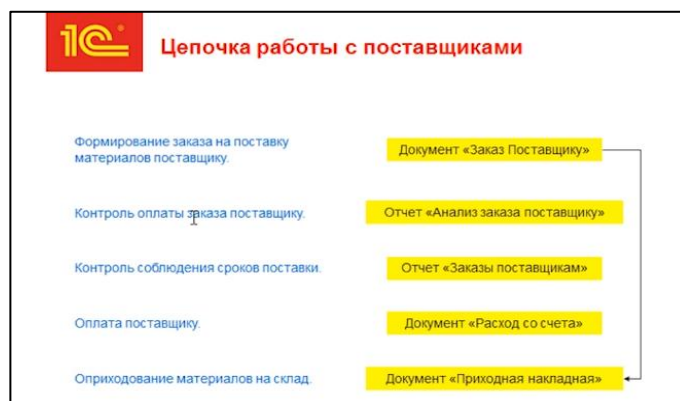 1С
Цепочка работы с поставщиками
Формирование заказа на поставку
материалов поставщику.
Документ «Заказ Поставщику»
Контроль оплаты заказа поставщику.
Отчет «Анализ заказа поставщику»
Контроль соблюдения сроков поставки.
Отчет «Заказы поставщикам»
Оплата поставщику.
Документ «Расход со счета»
Оприходование материалов на склад.
Документ «Приходная накладная»